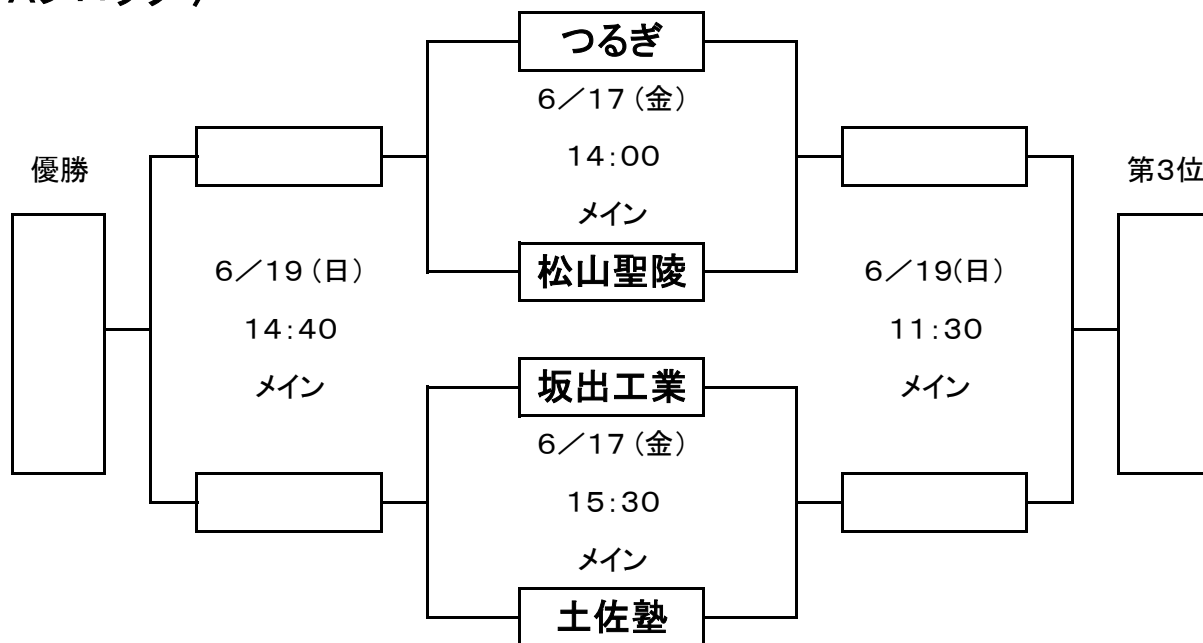 つるぎ
6/17(金)
14:00
メイン
松山聖陵
優勝
6/19(日)
14:40
メイン
第3位
6/19(日)
11:30
メイン
坂出工業
6/17(金)
15:30
メイン
土佐塾